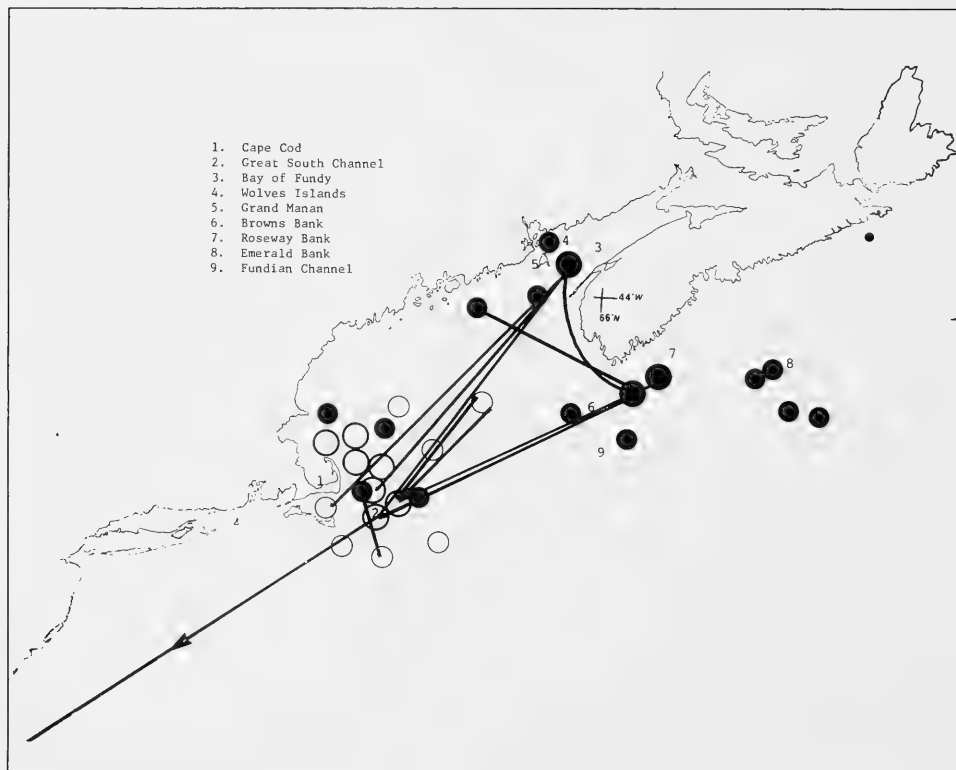 1. Cape Cod
2. Great South Channel
3. Bay of Fundy
4. Wolves Islands
5. Grand Manan
6. Browns Bank
7. Roseway Bank
8. Emerald Bank
9. Fundian Channel
4
3
5
44°W
66°N
7
8
6
9
1
2